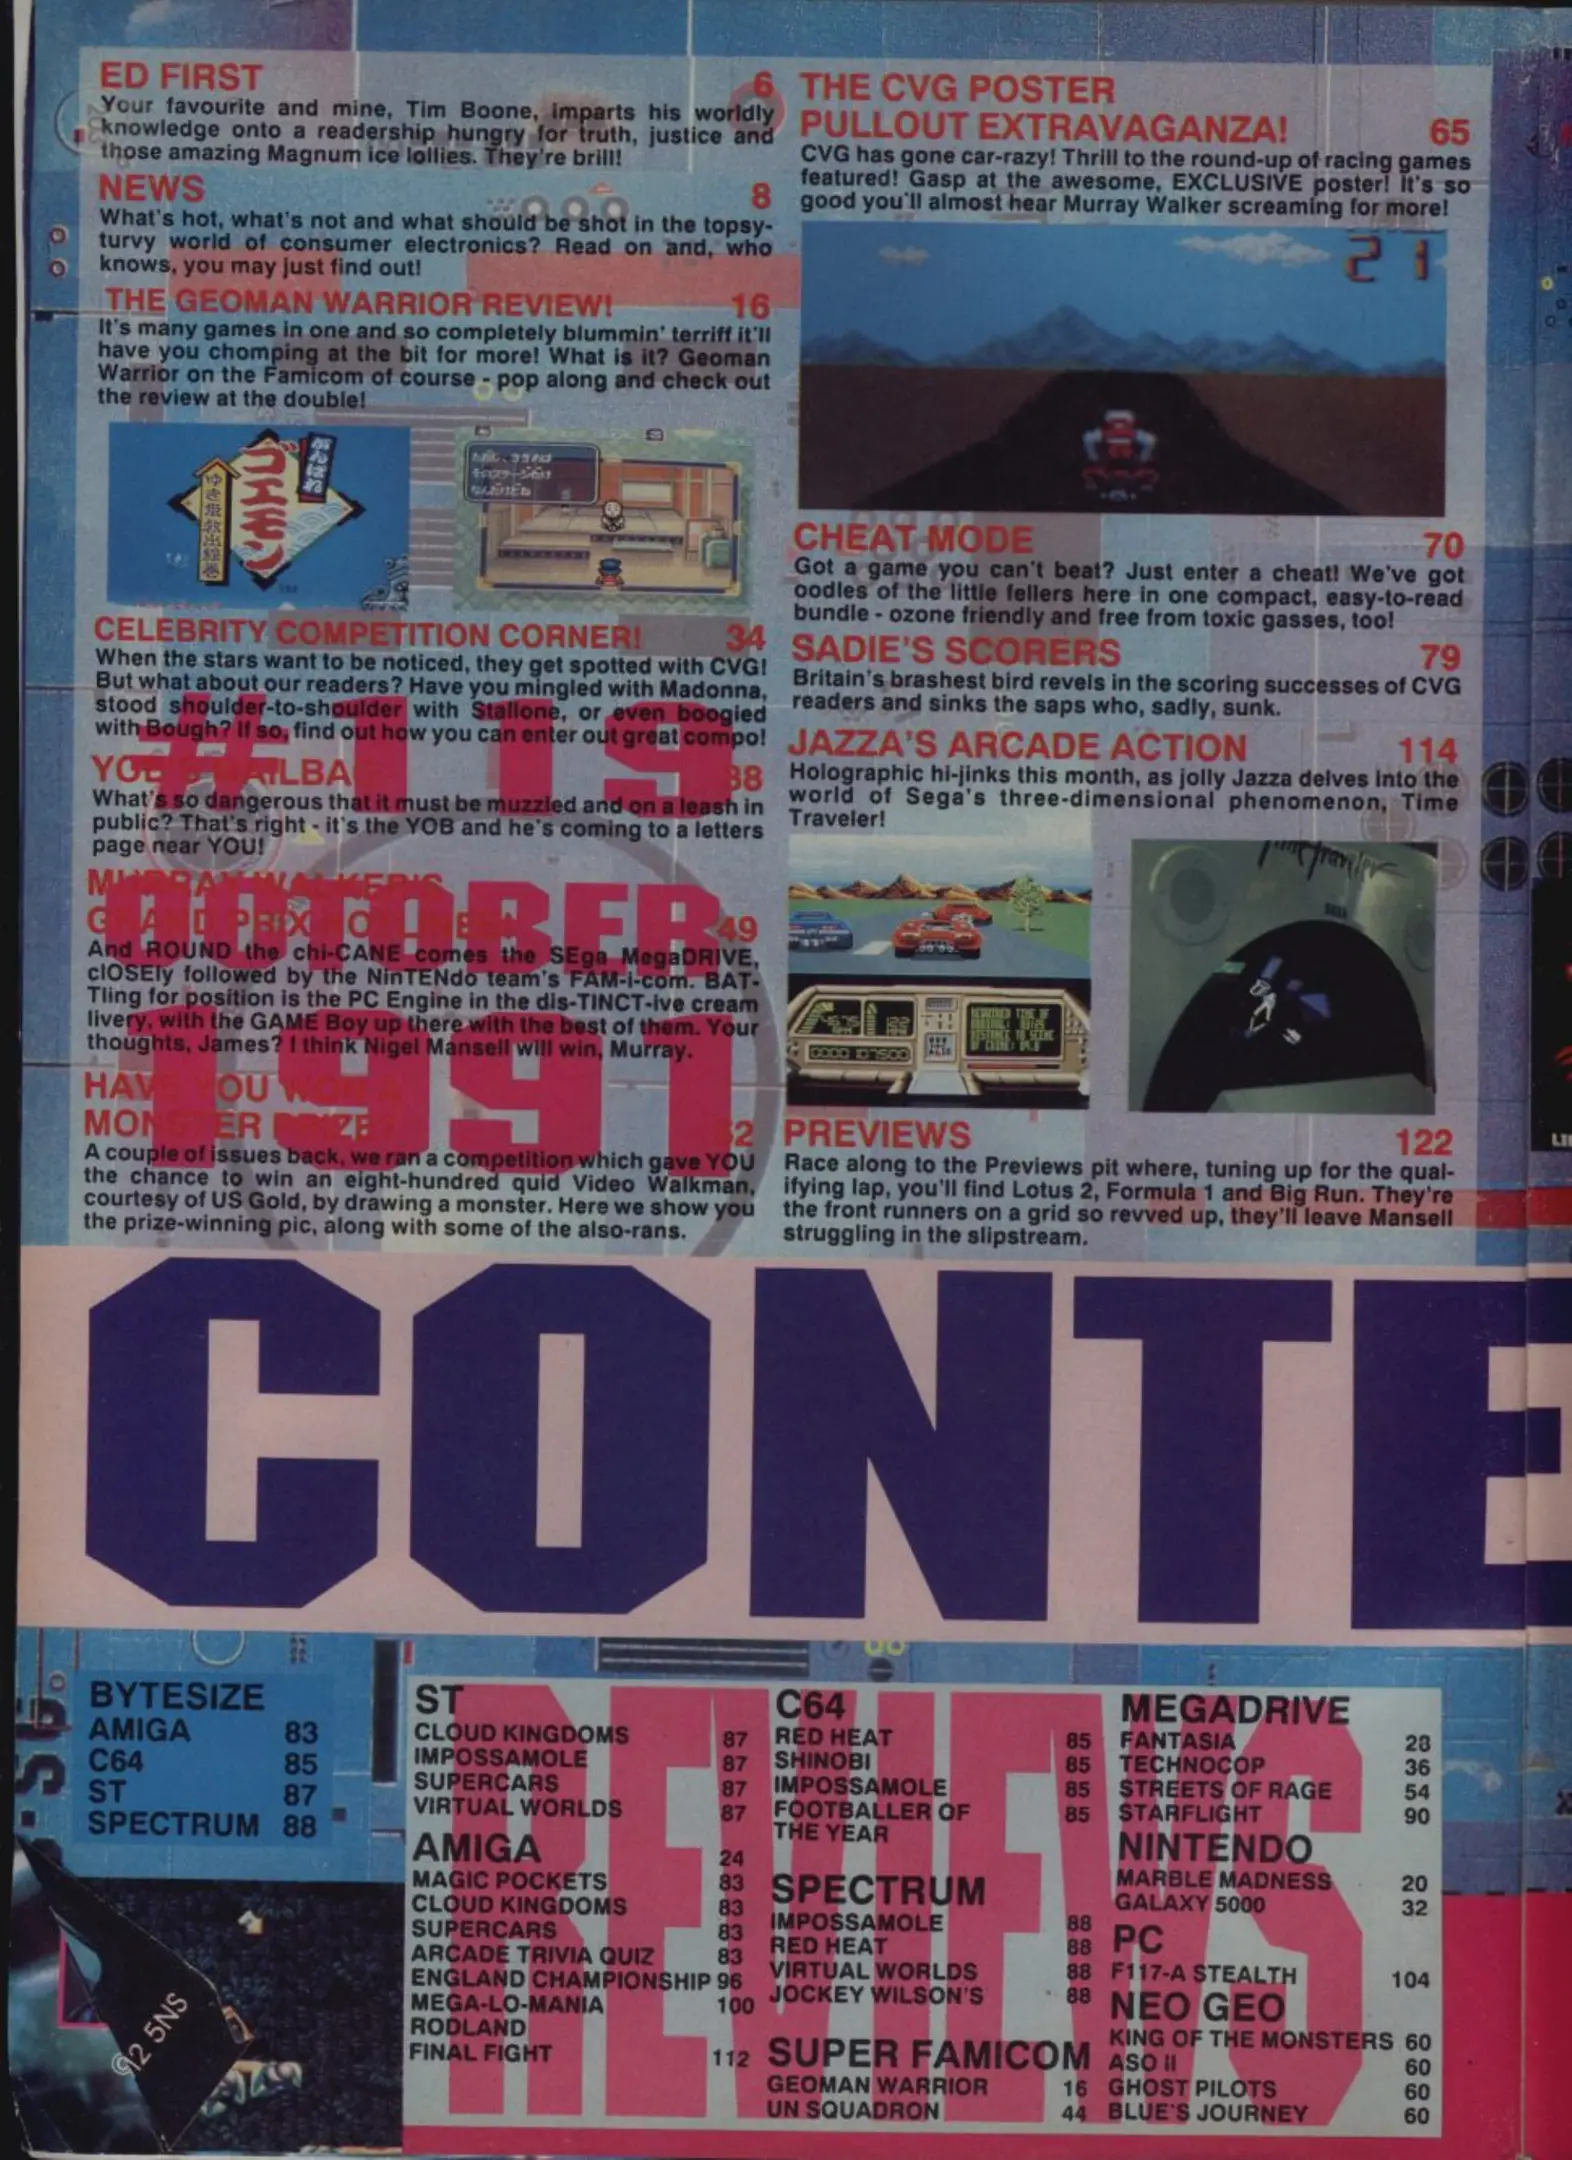 ED FIRST 6
Your favourite and mine, Tim Boone, imparts his worldly
knowledge onto a readership hungry for truth, justice and
those amazing Magnum ice lollies. They're brill!
NEWS 8
What's hot, what's not and what should be shot in the topsy-
turvy world of consumer electronics? Read on and, who
knows, you may just find out!
THE GEOMAN WARRIOR REVIEW! 16
It's many games in one and so completely blummin' terriff it'll
have you chomping at the bit for more! What is it? Geoman
Warrior on the Famicom of course - pop along and check out
the review at the double!
がんばれ
ゴエモン
ゆき姫救出絵巻
CELEBRITY COMPETITION CORNER! 34
When the stars want to be noticed, they get spotted with CVG!
But what about our readers? Have you mingled with Madonna,
stood shoulder-to-shoulder with Stallone, or even boogied
with Bough? If so, find out how you can enter out great compo!
#119
What's so dangerous that it must be muzzled and on a leash in
public? That's right - it's the YOB and he's coming to a letters
page near YOU!
MURRAY WALKER'S
GRAND PRIX 49
OCTOBER
And ROUND the chi-CANE comes the SEga MegaDRIVE,
clOSEly followed by the NinTENdo team's FAM-i-com. BAT-
Tling for position is the PC Engine in the dis-TINCT-ive cream
livery, with the GAME Boy up there with the best of them. Your
thoughts, James? I think Nigel Mansell will win, Murray.
1991
HAVE YOU WON A
MONSTER PRIZE?
A couple of issues back, we ran a competition which gave YOU
the chance to win an eight-hundred quid Video Walkman,
courtesy of US Gold, by drawing a monster. Here we show you
the prize-winning pic, along with some of the also-rans.
THE CVG POSTER
PULLOUT EXTRAVAGANZA! 65
CVG has gone car-razy! Thrill to the round-up of racing games
featured! Gasp at the awesome, EXCLUSIVE poster! It's so
good you'll almost hear Murray Walker screaming for more!
21
CHEAT MODE 70
Got a game you can't beat? Just enter a cheat! We've got
oodles of the little fellers here in one compact, easy-to-read
bundle - ozone friendly and free from toxic gasses, too!
SADIE'S SCORERS 79
Britain's brashest bird revels in the scoring successes of CVG
readers and sinks the saps who, sadly, sunk.
JAZZA'S ARCADE ACTION 114
Holographic hi-jinks this month, as jolly Jazza delves into the
world of Sega's three-dimensional phenomenon, Time
Traveler!
Time Traveler
PREVIEWS 122
Race along to the Previews pit where, tuning up for the qual-
ifying lap, you'll find Lotus 2, Formula 1 and Big Run. They're
the front runners on a grid so revved up, they'll leave Mansell
struggling in the slipstream.
CONTE
BYTESIZE
AMIGA 83
C64 85
ST 87
SPECTRUM 88
REVIEWS
ST
CLOUD KINGDOMS 87
IMPOSSAMOLE 87
SUPERCARS 87
VIRTUAL WORLDS 87
AMIGA 24
MAGIC POCKETS 83
CLOUD KINGDOMS 83
SUPERCARS 83
ARCADE TRIVIA QUIZ 83
ENGLAND CHAMPIONSHIP 96
MEGA-LO-MANIA 100
RODLAND
FINAL FIGHT 112
C64
RED HEAT 85
SHINOBI 85
IMPOSSAMOLE 85
FOOTBALLER OF 85
THE YEAR
SPECTRUM
IMPOSSAMOLE 88
RED HEAT 88
VIRTUAL WORLDS 88
JOCKEY WILSON'S 88
SUPER FAMICOM
GEOMAN WARRIOR 16
UN SQUADRON 44
MEGADRIVE
FANTASIA 28
TECHNOCOP 36
STREETS OF RAGE 54
STARFLIGHT 90
NINTENDO
MARBLE MADNESS 20
GALAXY 5000 32
PC
F117-A STEALTH 104
NEO GEO
KING OF THE MONSTERS 60
ASO II 60
GHOST PILOTS 60
BLUE'S JOURNEY 60